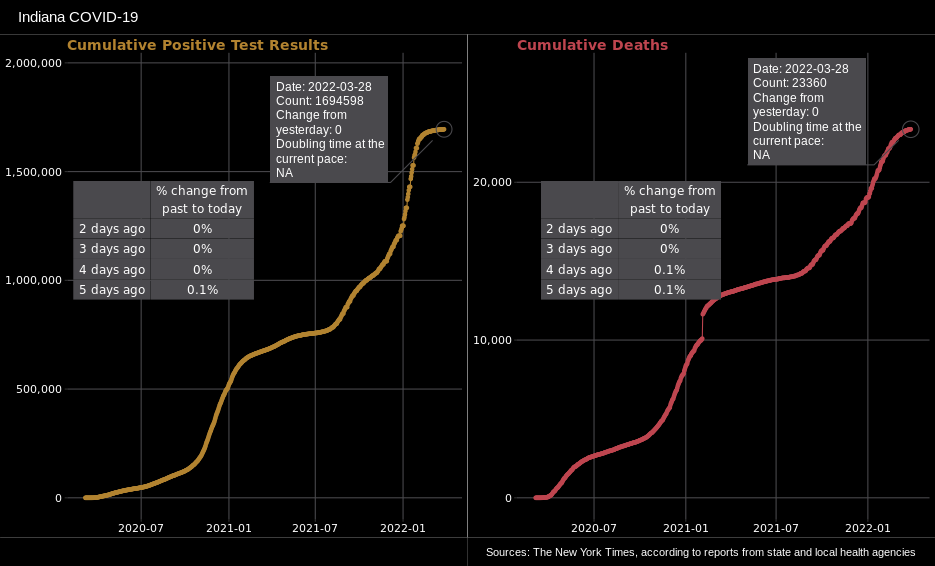 Indiana COVID-19
Cumulative Positive Test Results
2,000,000
1,500,000
1,000,000
500,000
0
Date: 2022-03-28
Count: 1694598
Change from
yesterday: 0
Doubling time at the
current pace:
NA
% change from
past to today
2 days ago 0%
3 days ago 0%
4 days ago 0%
5 days ago 0.1%
2020-07 2021-01 2021-07 2022-01
Cumulative Deaths
20,000
10,000
0
Date: 2022-03-28
Count: 23360
Change from
yesterday: 0
Doubling time at the
current pace:
NA
% change from
past to today
2 days ago 0%
3 days ago 0%
4 days ago 0.1%
5 days ago 0.1%
2020-07 2021-01 2021-07 2022-01
Sources: The New York Times, according to reports from state and local health agencies